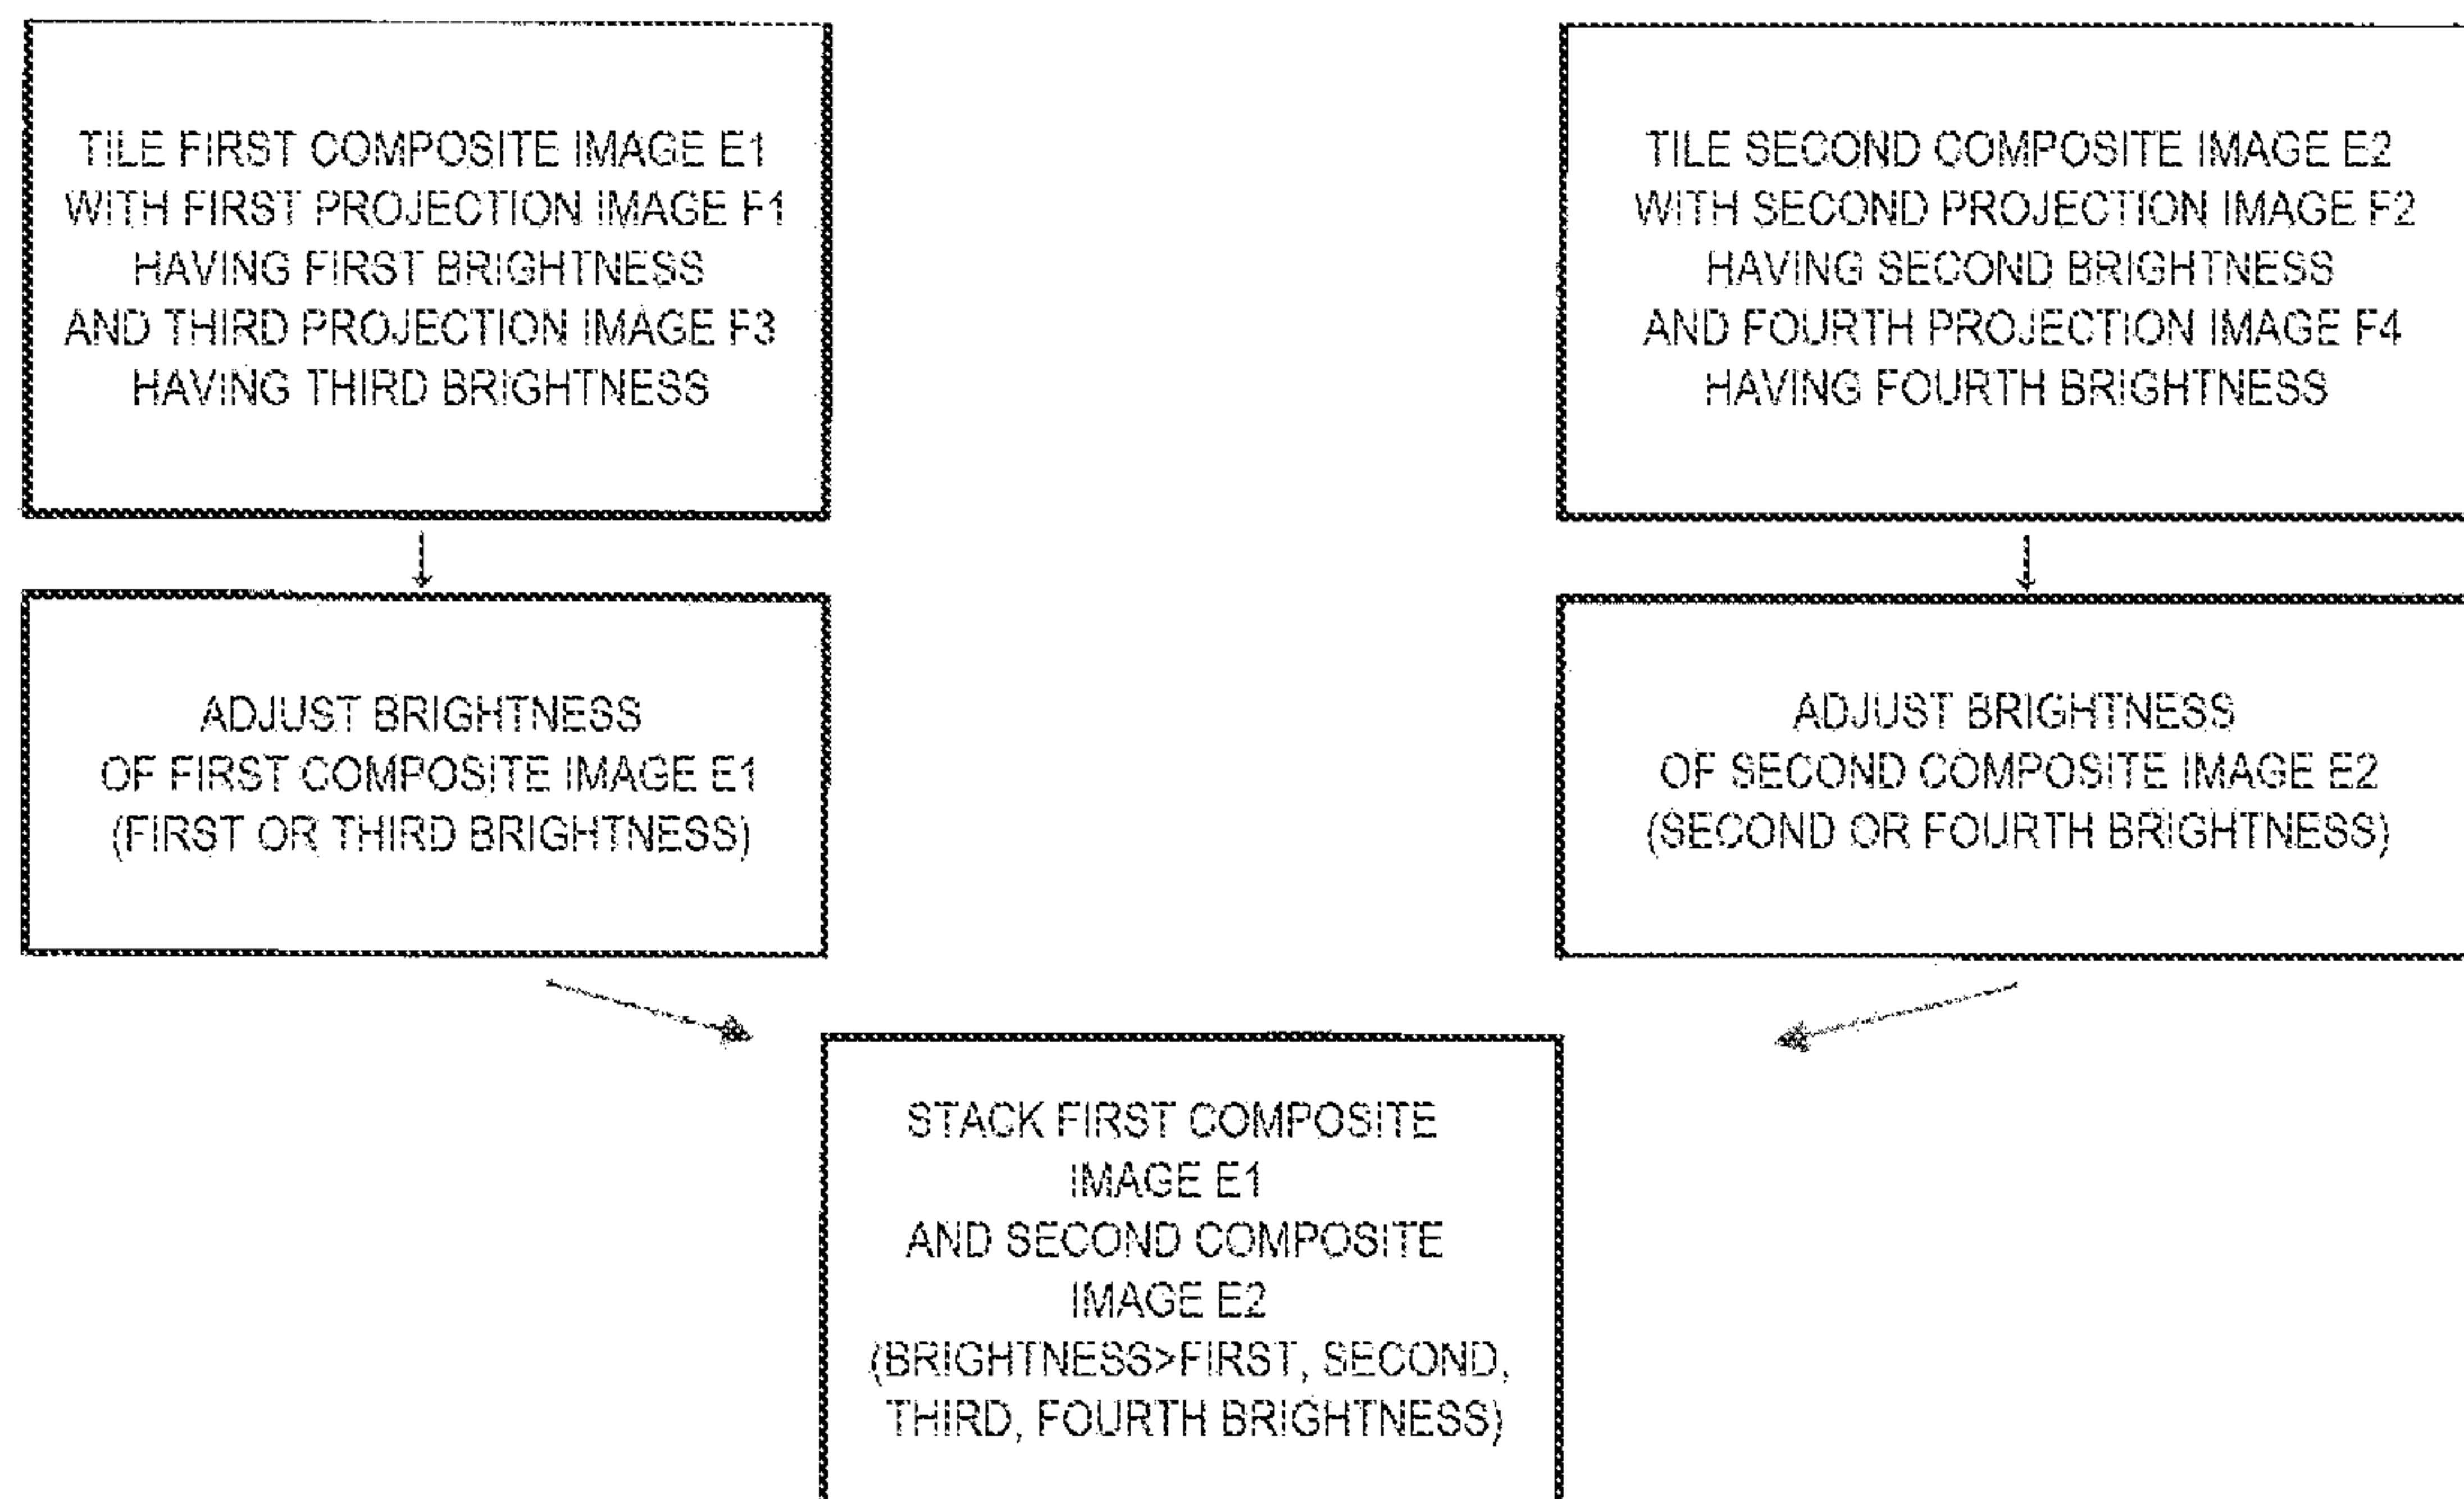 TILE FIRST COMPOSITE IMAGE E1
WITH FIRST PROJECTION IMAGE F1
HAVING FIRST BRIGHTNESS
AND THIRD PROJECTION IMAGE F3
HAVING THIRD BRIGHTNESS
TILE SECOND COMPOSITE IMAGE E2
WITH SECOND PROJECTION IMAGE F2
HAVING SECOND BRIGHTNESS
AND FOURTH PROJECTION IMAGE F4
HAVING FOURTH BRIGHTNESS
ADJUST BRIGHTNESS
OF FIRST COMPOSITE IMAGE E1
(FIRST OR THIRD BRIGHTNESS)
ADJUST BRIGHTNESS
OF SECOND COMPOSITE IMAGE E2
(SECOND OR FOURTH BRIGHTNESS)
STACK FIRST COMPOSITE
IMAGE E1
AND SECOND COMPOSITE
IMAGE E2
(BRIGHTNESS>FIRST, SECOND,
THIRD, FOURTH BRIGHTNESS)